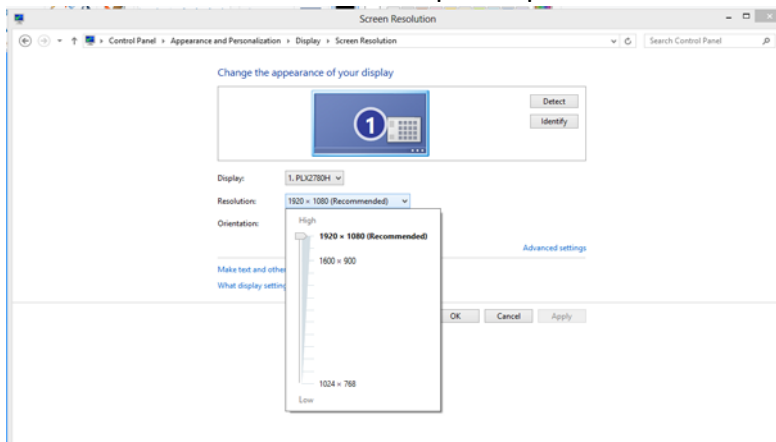 Screen Resolution
Control Panel ▸ Appearance and Personalization ▸ Display ▸ Screen Resolution
Search Control Panel
Change the appearance of your display
1
Detect
Identify
Display:
1. PLX2780H
Resolution:
1920 × 1080 (Recommended)
Orientation:
High
1920 × 1080 (Recommended)
Advanced settings
1600 × 900
Make text and other
What display setting
OK
Cancel
Apply
1024 × 768
Low